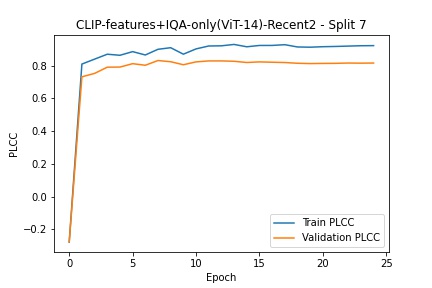 CLIP-features+IQA-only(ViT-14)-Recent2 - Split 7
PLCC
0.8
0.6
0.4
0.2
0.0
−0.2
Train PLCC
Validation PLCC
0 5 10 15 20 25
Epoch